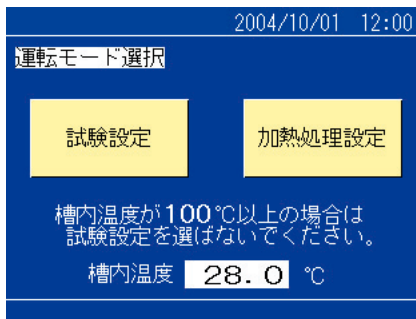 2004/10/01 12:00
運転モード選択
試験設定 加熱処理設定
槽内温度が100℃以上の場合は
試験設定を選ばないでください。
槽内温度 28.0 ℃